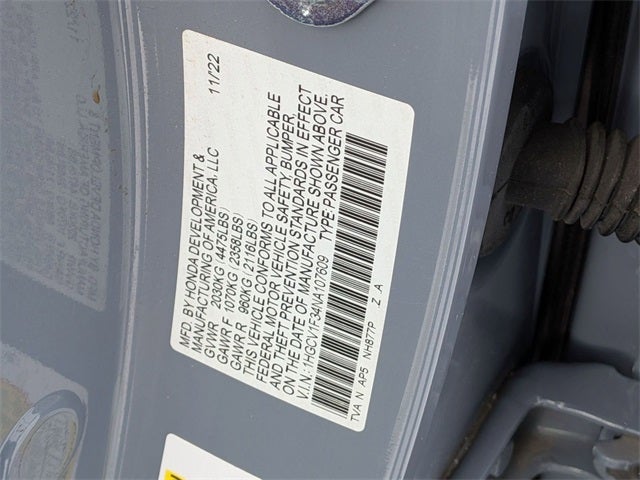 MFD. BY HONDA DEVELOPMENT &
MANUFACTURING OF AMERICA, LLC 11/22
GVWR 2030KG (4475LBS)
GAWR F 1070KG (2358LBS)
GAWR R 960KG (2116LBS)
THIS VEHICLE CONFORMS TO ALL APPLICABLE
FEDERAL MOTOR VEHICLE SAFETY, BUMPER,
AND THEFT PREVENTION STANDARDS IN EFFECT
ON THE DATE OF MANUFACTURE SHOWN ABOVE.
V.I.N.: 1HGCV1F34NA107609 TYPE:PASSENGER CAR
TVA N AP5 NH877P Z A